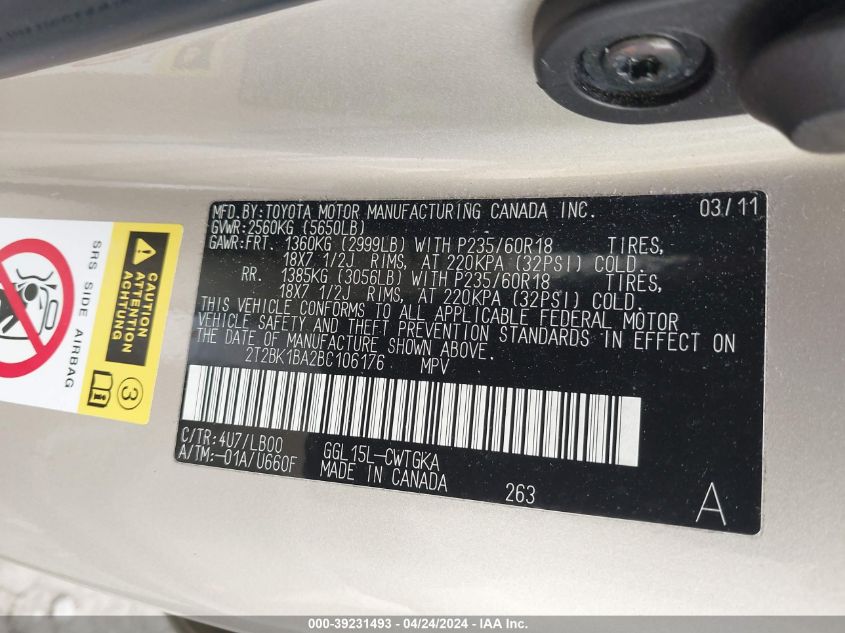 MFD.BY:TOYOTA MOTOR MANUFACTURING CANADA INC. 03/11
GVWR:2560KG (5650LB)
GAWR:FRT. 1360KG (2999LB) WITH P235/60R18 TIRES,
18X7 1/2J RIMS, AT 220KPA (32PSI) COLD.
RR. 1385KG (3056LB) WITH P235/60R18 TIRES,
18X7 1/2J RIMS, AT 220KPA (32PSI) COLD.
THIS VEHICLE CONFORMS TO ALL APPLICABLE FEDERAL MOTOR
VEHICLE SAFETY AND THEFT PREVENTION STANDARDS IN EFFECT ON
THE DATE OF MANUFACTURE SHOWN ABOVE.
2T2BK1BA2BC106176 MPV
C/TR:4U7/LB00 GGL15L-CWTGKA
A/TM:-01A/U660F MADE IN CANADA
263
A
SRS SIDE AIRBAG
CAUTION
ATTENTION
ACHTUNG
3
000-39231493 - 04/24/2024 - IAA Inc.